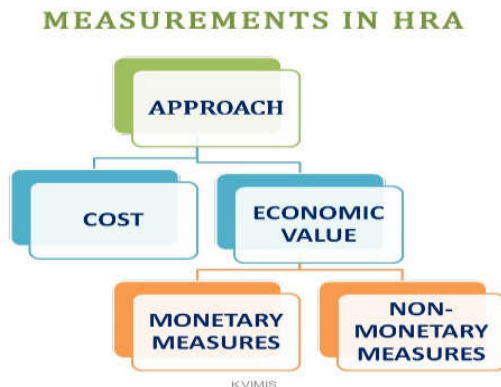 MEASUREMENTS IN HRA
APPROACH
COST
ECONOMIC
VALUE
MONETARY
MEASURES
NON-
MONETARY
MEASURES
KVIMIS